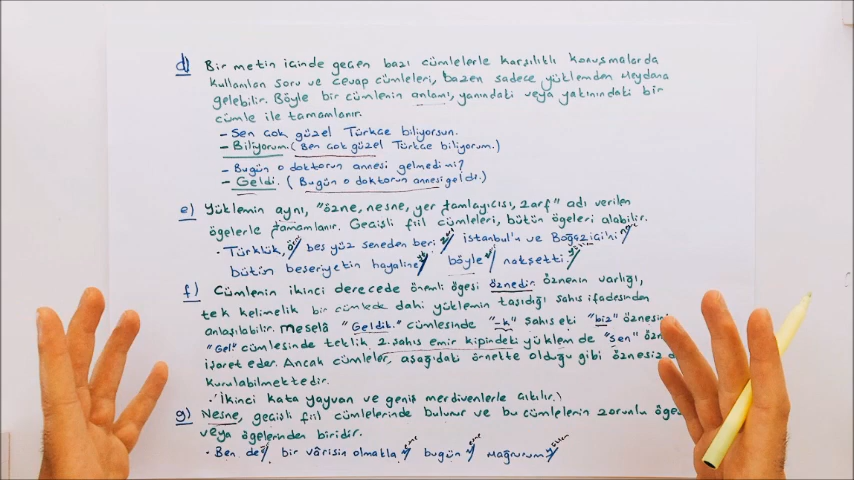 d) Bir metin içinde geçen bazı cümlelerle karşılıklı konuşmalarda
kullanılan soru ve cevap cümleleri, bazen sadece yüklemden meydana
gelebilir. Böyle bir cümlenin anlamı, yanındaki veya yakınındaki bir
cümle ile tamamlanır.
- Sen çok güzel Türkçe biliyorsun.
- Biliyorum. (Ben çok güzel Türkçe biliyorum.)
- Bugün o doktorun annesi gelmedi mi?
- Geldi. (Bugün o doktorun annesi geldi.)
e) Yüklemin aynı, "özne, nesne, yer tamlayıcısı, zarf" adı verilen
ögelerle tamamlanır. Geçişli fiil cümleleri, bütün ögeleri alabilir.
• Türklük, beş yüz seneden beri İstanbul'u ve Boğaziçi'ni
bütün beşeriyetin hayaline böyle nakşetti.
f) Cümlenin ikinci derecede önemli ögesi öznedir. öznenin varlığı,
tek kelimelik bir cümlede dahi yüklemin taşıdığı şahıs ifadesinden
anlaşılabilir. Meselâ "Geldik." cümlesinde "-k" şahıs eki "biz"
"Gel" cümlesinde teklik 2. şahıs emir kipindeki yüklem de "sen"
işaret eder. Ancak cümleler, aşağıdaki örnekte olduğu gibi öznesiz
kurulabilmektedir.
• İkinci kata yayvan ve geniş merdivenlerle çıkılır.
g) Nesne, geçişli fiil cümlelerinde bulunur ve bu cümlelerin zorunlu
veya ögelerinden biridir.
• Ben de bir vârisin olmakla bugün mağrurum